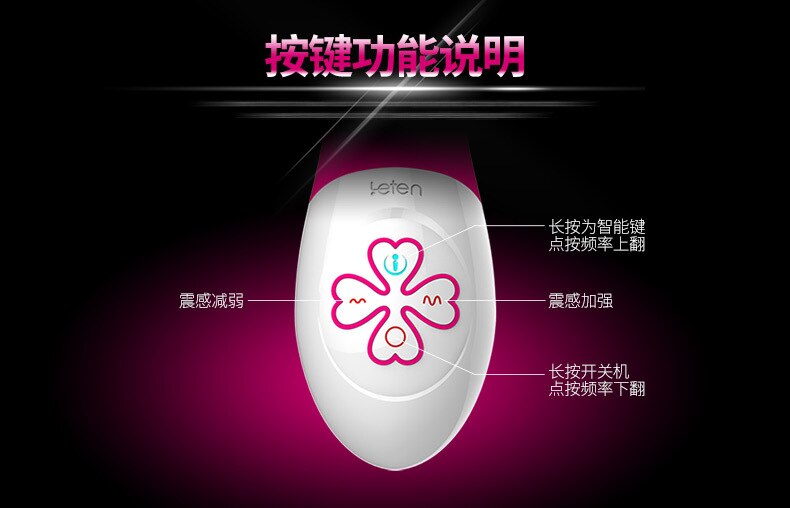 按键功能说明
leten
长按为智能键
点按频率上翻
震感减弱
震感加强
长按开关机
点按频率下翻